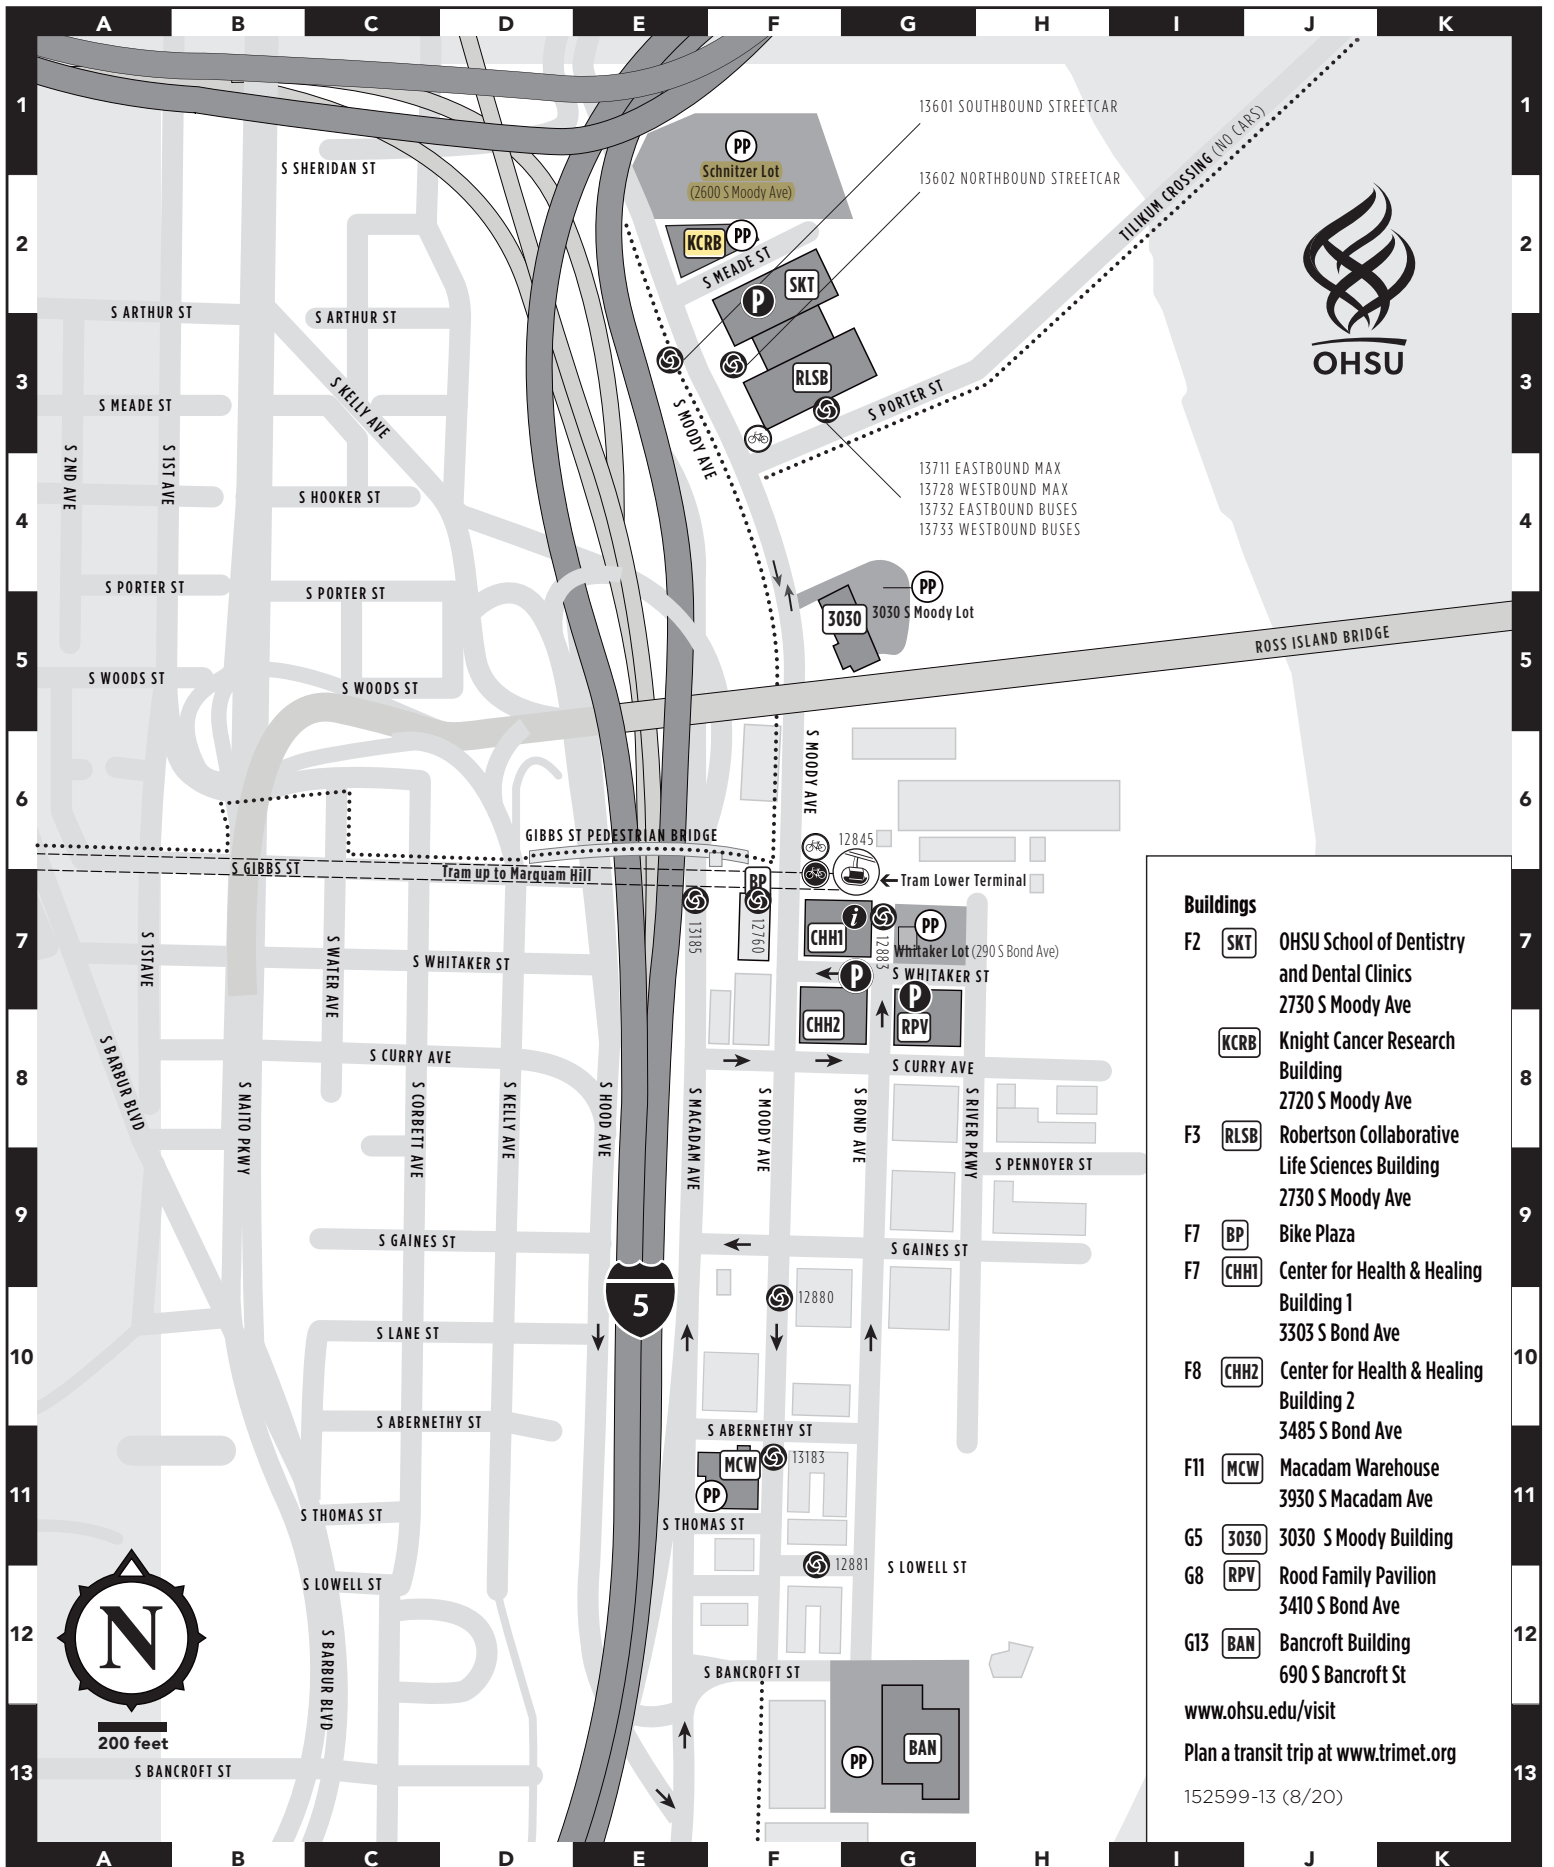 A B C D E F G H I J K
1
1
13601 SOUTHBOUND STREETCAR
TILIKUM CROSSING (NO CARS)
PP
S SHERIDAN ST
Schnitzer Lot
(2600 S Moody Ave)
13602 NORTHBOUND STREETCAR
2
2
KCRB
PP
S MEADE ST
SKT
P
OHSU
S ARTHUR ST
S ARTHUR ST
3
3
RLSB
S KELLY AVE
S MEADE ST
S MOODY AVE
S PORTER ST
S 2ND AVE
S 1ST AVE
13711 EASTBOUND MAX
13728 WESTBOUND MAX
13732 EASTBOUND BUSES
13733 WESTBOUND BUSES
S HOOKER ST
4
4
S PORTER ST
S PORTER ST
PP
3030
3030 S Moody Lot
ROSS ISLAND BRIDGE
5
5
S WOODS ST
S WOODS ST
S MOODY AVE
6
6
GIBBS ST PEDESTRIAN BRIDGE
12845
S GIBBS ST
Tram up to Marquam Hill
BP
Tram Lower Terminal
7
7
13185
12760
i
CHH1
12883
PP
Whitaker Lot (290 S Bond Ave)
S 1ST AVE
S WATER AVE
S WHITAKER ST
S WHITAKER ST
P
P
CHH2
RPV
S BARBUR BLVD
S CURRY AVE
S CURRY AVE
8
8
S NAITO PKWY
S CORBETT AVE
S KELLY AVE
S HOOD AVE
S MACADAM AVE
S MOODY AVE
S BOND AVE
S RIVER PKWY
S PENNOYER ST
9
9
S GAINES ST
S GAINES ST
5
12880
S LANE ST
10
10
S ABERNETHY ST
S ABERNETHY ST
MCW
13183
PP
11
11
S THOMAS ST
S THOMAS ST
12881
S LOWELL ST
S LOWELL ST
N
12
12
S BARBUR BLVD
S BANCROFT ST
200 feet
BAN
PP
S BANCROFT ST
13
13
Buildings
F2 SKT OHSU School of Dentistry
and Dental Clinics
2730 S Moody Ave
KCRB Knight Cancer Research
Building
2720 S Moody Ave
F3 RLSB Robertson Collaborative
Life Sciences Building
2730 S Moody Ave
F7 BP Bike Plaza
F7 CHH1 Center for Health & Healing
Building 1
3303 S Bond Ave
F8 CHH2 Center for Health & Healing
Building 2
3485 S Bond Ave
F11 MCW Macadam Warehouse
3930 S Macadam Ave
G5 3030 3030 S Moody Building
G8 RPV Rood Family Pavilion
3410 S Bond Ave
G13 BAN Bancroft Building
690 S Bancroft St
www.ohsu.edu/visit
Plan a transit trip at www.trimet.org
152599-13 (8/20)
A B C D E F G H I J K